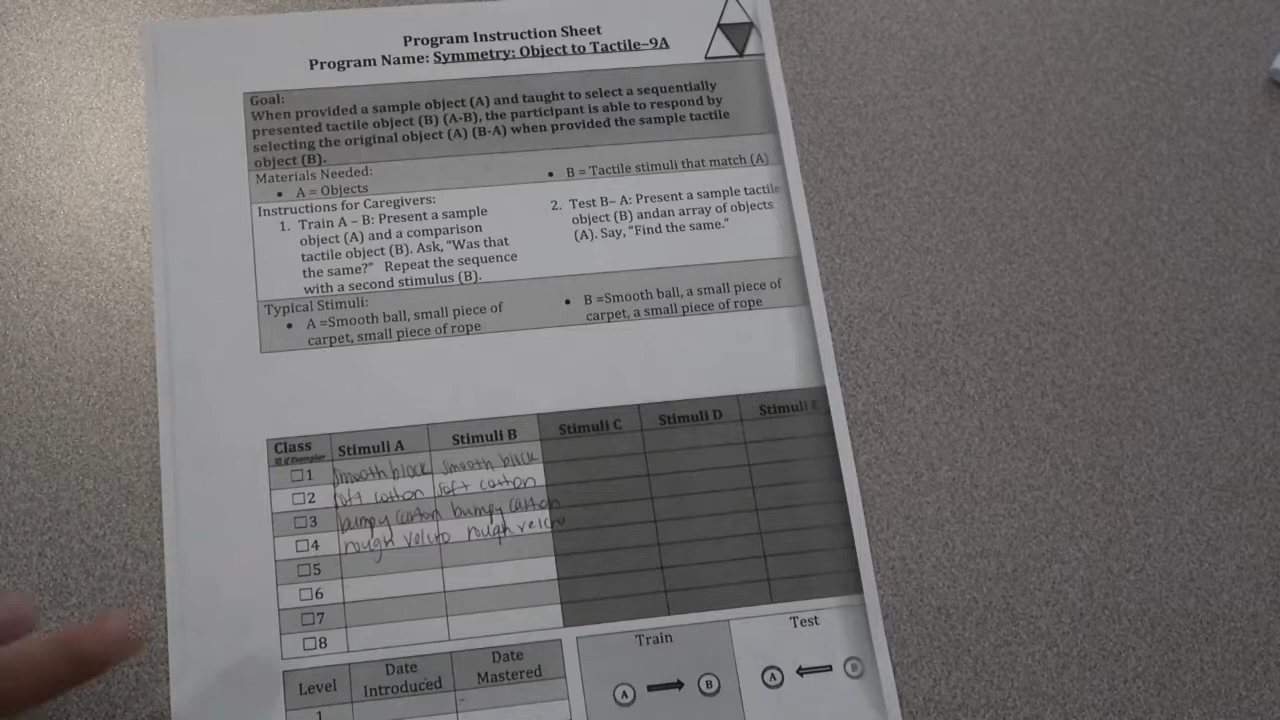 Program Instruction Sheet
Program Name: Symmetry: Object to Tactile–9A
Goal:
When provided a sample object (A) and taught to select a sequentially
presented tactile object (B) (A-B), the participant is able to respond by
selecting the original object (A) (B-A) when provided the sample tactile
object (B).
Materials Needed:
• A = Objects
• B = Tactile stimuli that match (A)
Instructions for Caregivers:
1. Train A – B: Present a sample
object (A) and a comparison
tactile object (B). Ask, "Was that
the same?" Repeat the sequence
with a second stimulus (B).
2. Test B– A: Present a sample tactile
object (B) andan array of objects
(A). Say, "Find the same."
Typical Stimuli:
• A =Smooth ball, small piece of
carpet, small piece of rope
• B =Smooth ball, a small piece of
carpet, a small piece of rope
Class Stimuli A Stimuli B Stimuli C Stimuli D Stimuli E
☐1 smooth block smooth block
☐2 soft cotton soft cotton
☐3 bumpy carton bumpy carton
☐4 rough velcro rough velcro
☐5
☐6
☐7
☐8
Level Date Introduced Date Mastered
1
Train
A B
Test
A B